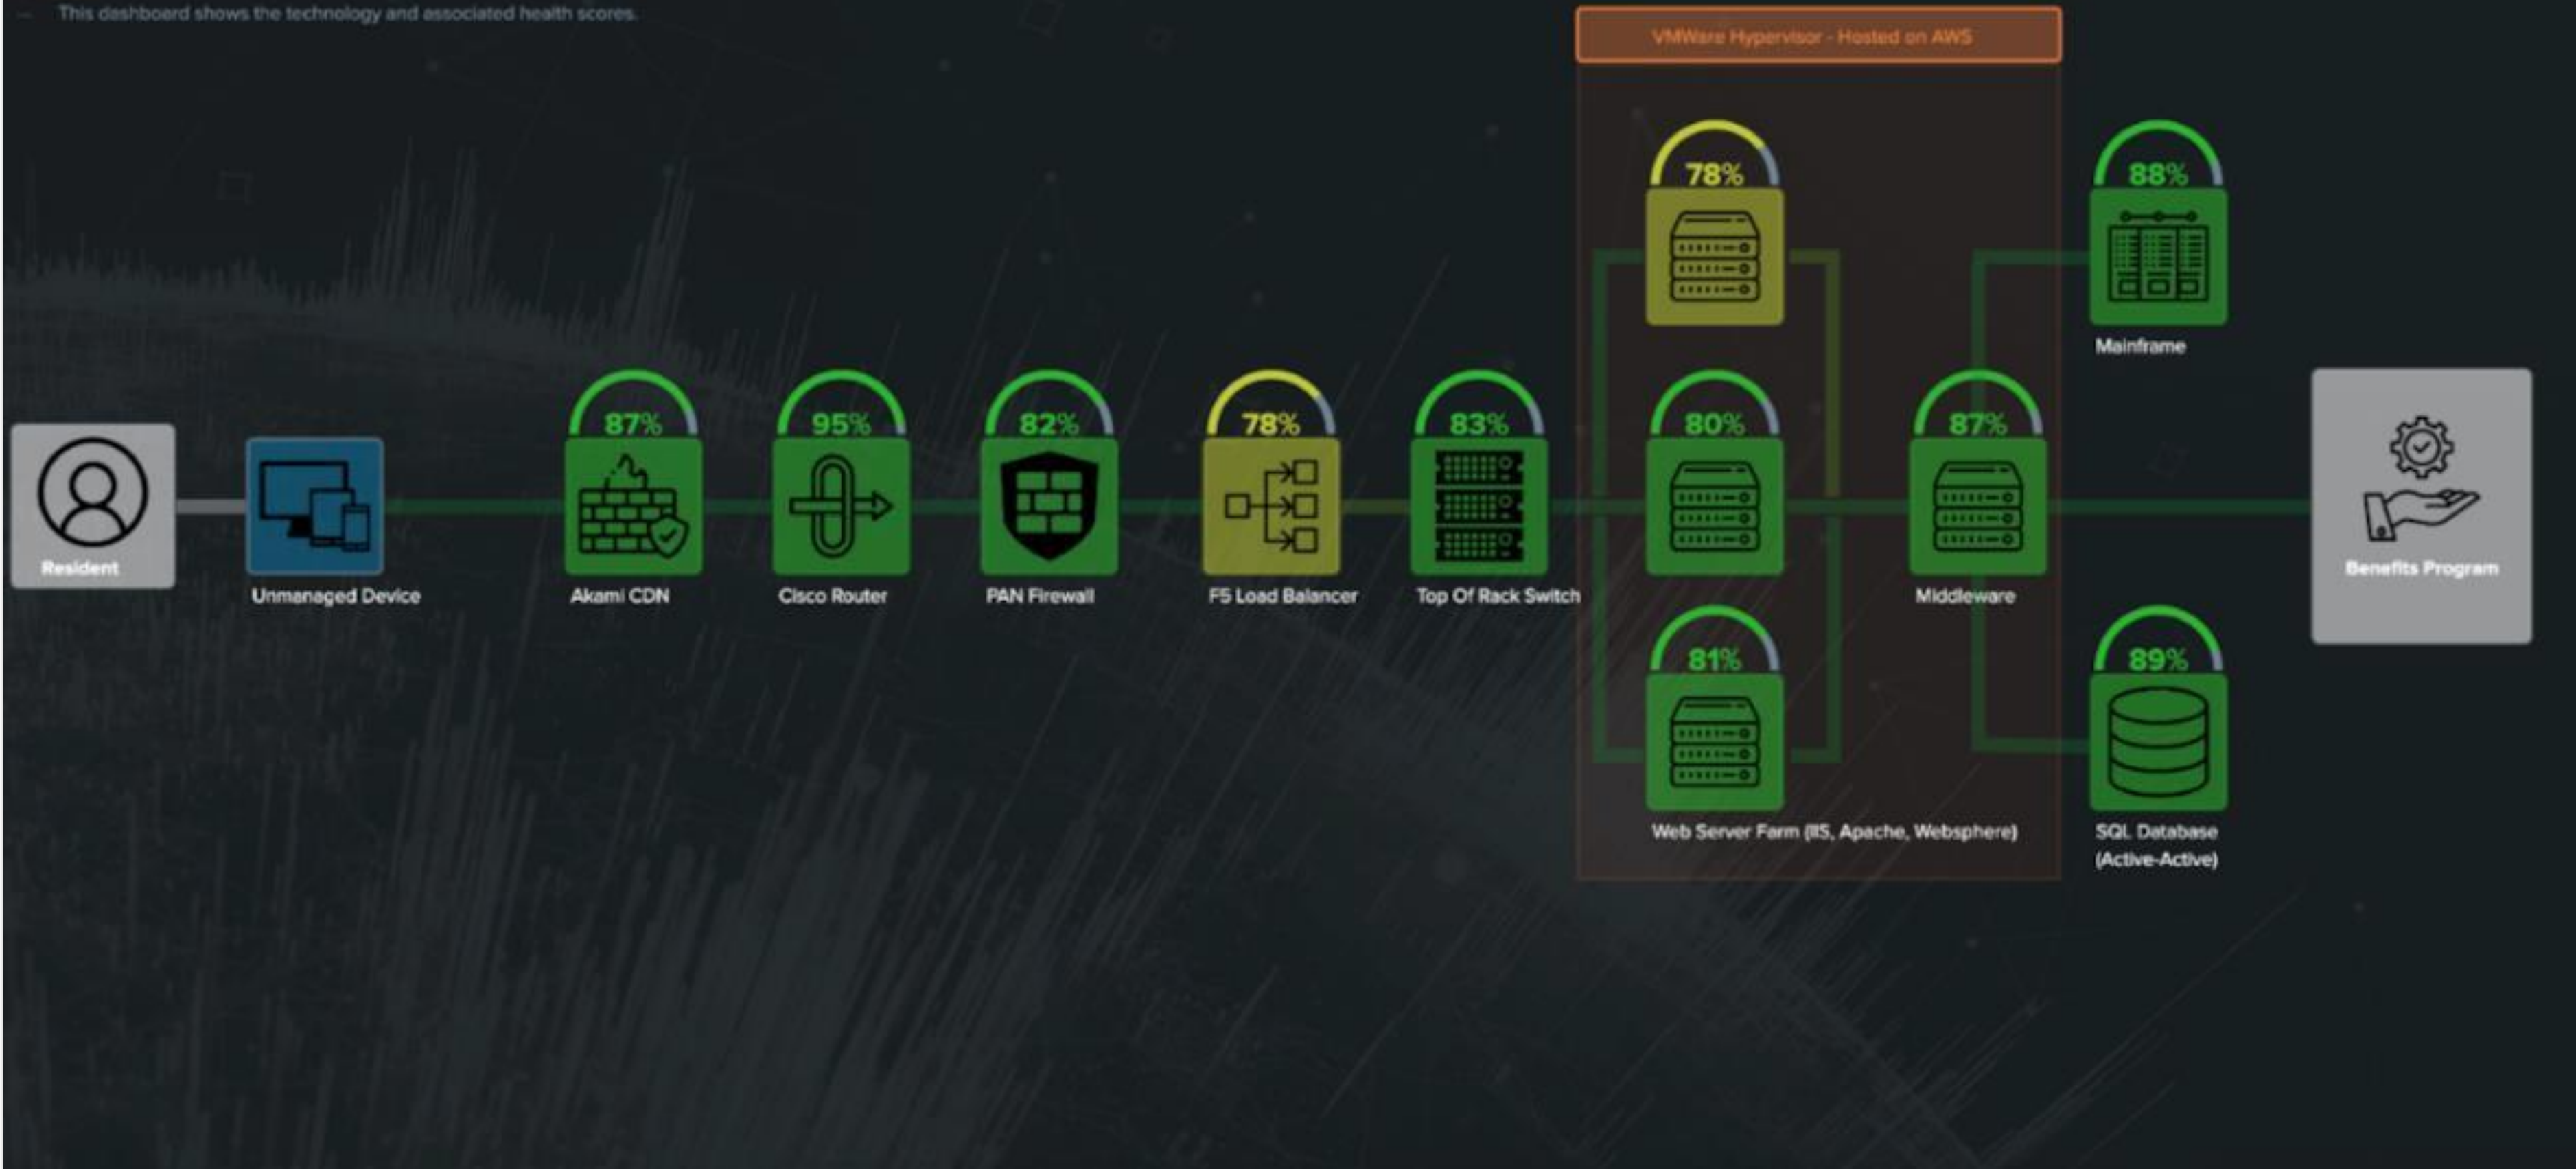 This dashboard shows the technology and associated health scores.
VMWare Hypervisor - Hosted on AWS
78%
88%
Mainframe
87%
95%
82%
78%
83%
80%
87%
Resident
Unmanaged Device
Akami CDN
Cisco Router
PAN Firewall
F5 Load Balancer
Top Of Rack Switch
Middleware
Benefits Program
81%
89%
Web Server Farm (IIS, Apache, Websphere)
SQL Database
(Active-Active)